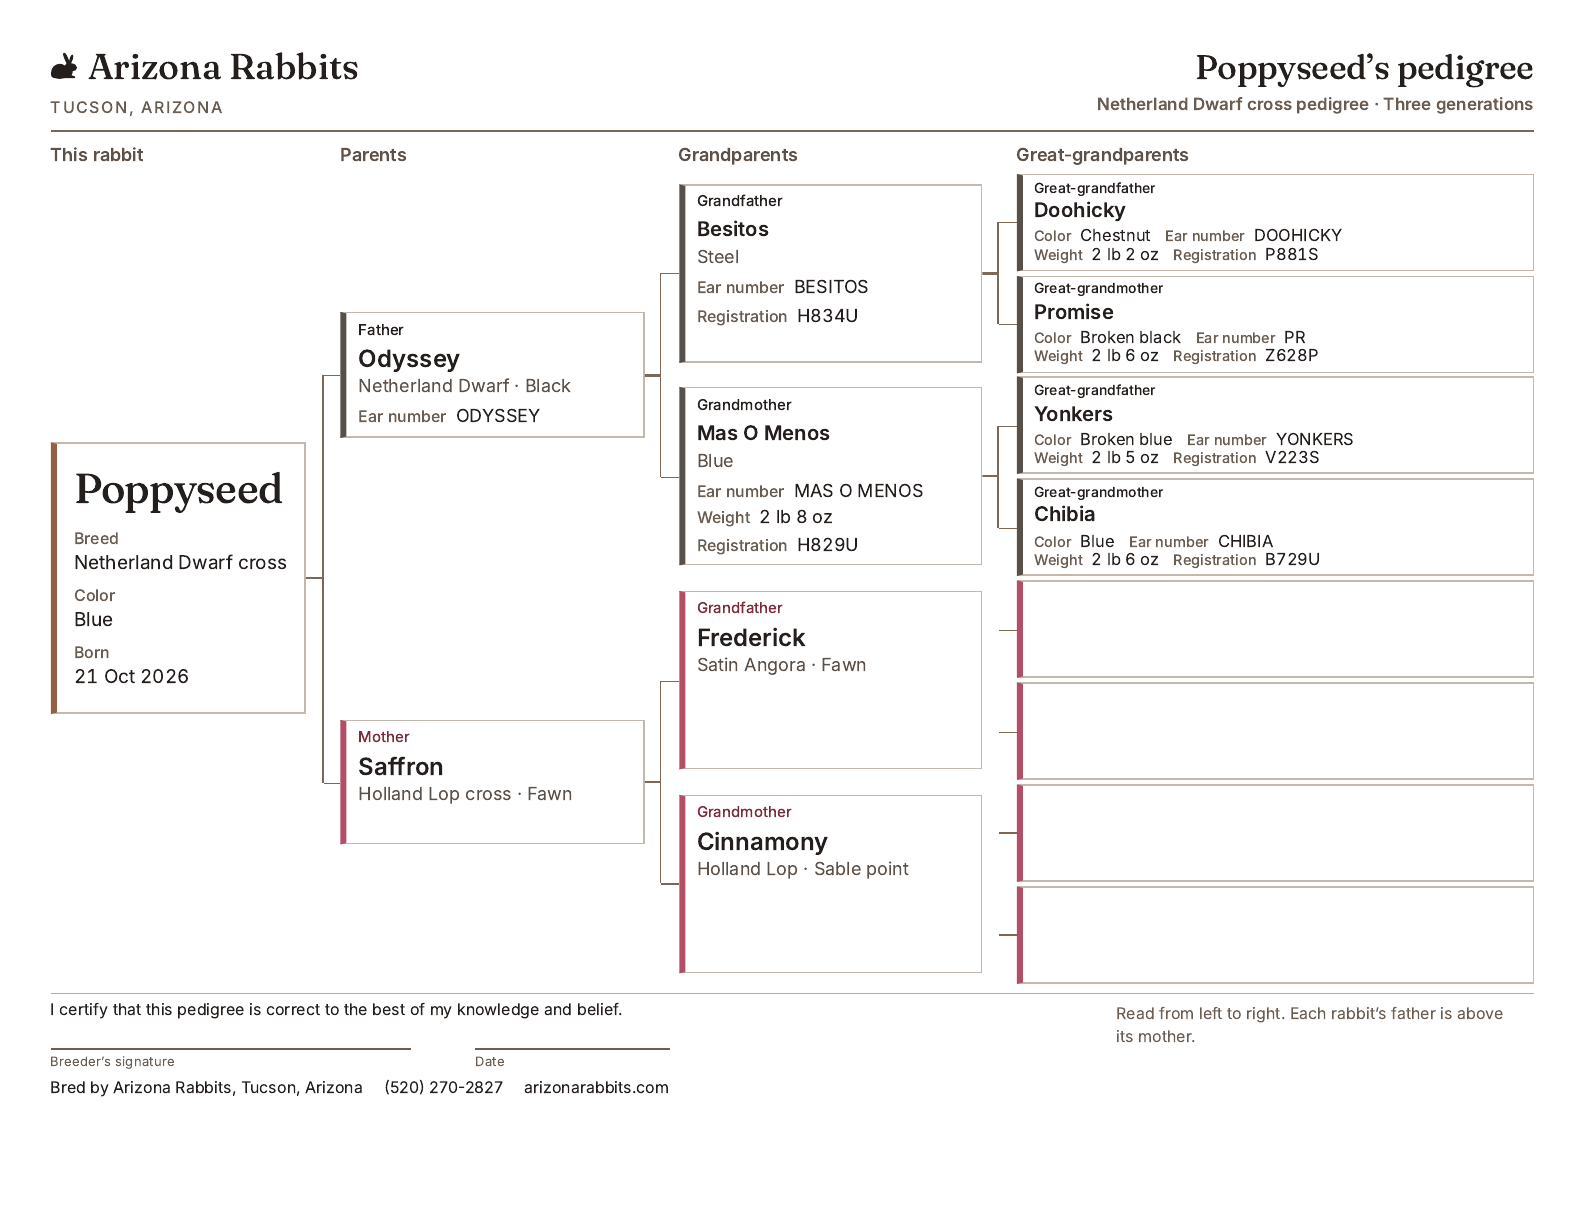 Arizona Rabbits
TUCSON, ARIZONA
Poppyseed’s pedigree
Netherland Dwarf cross pedigree · Three generations
This rabbit
Parents
Grandparents
Great-grandparents
Poppyseed
Breed
Netherland Dwarf cross
Color
Blue
Born
21 Oct 2026
Father
Odyssey
Netherland Dwarf · Black
Ear number ODYSSEY
Mother
Saffron
Holland Lop cross · Fawn
Grandfather
Besitos
Steel
Ear number BESITOS
Registration H834U
Grandmother
Mas O Menos
Blue
Ear number MAS O MENOS
Weight 2 lb 8 oz
Registration H829U
Grandfather
Frederick
Satin Angora · Fawn
Grandmother
Cinnamony
Holland Lop · Sable point
Great-grandfather
Doohicky
Color Chestnut Ear number DOOHICKY
Weight 2 lb 2 oz Registration P881S
Great-grandmother
Promise
Color Broken black Ear number PR
Weight 2 lb 6 oz Registration Z628P
Great-grandfather
Yonkers
Color Broken blue Ear number YONKERS
Weight 2 lb 5 oz Registration V223S
Great-grandmother
Chibia
Color Blue Ear number CHIBIA
Weight 2 lb 6 oz Registration B729U
I certify that this pedigree is correct to the best of my knowledge and belief.
Breeder’s signature
Date
Bred by Arizona Rabbits, Tucson, Arizona (520) 270-2827 arizonarabbits.com
Read from left to right. Each rabbit’s father is above
its mother.